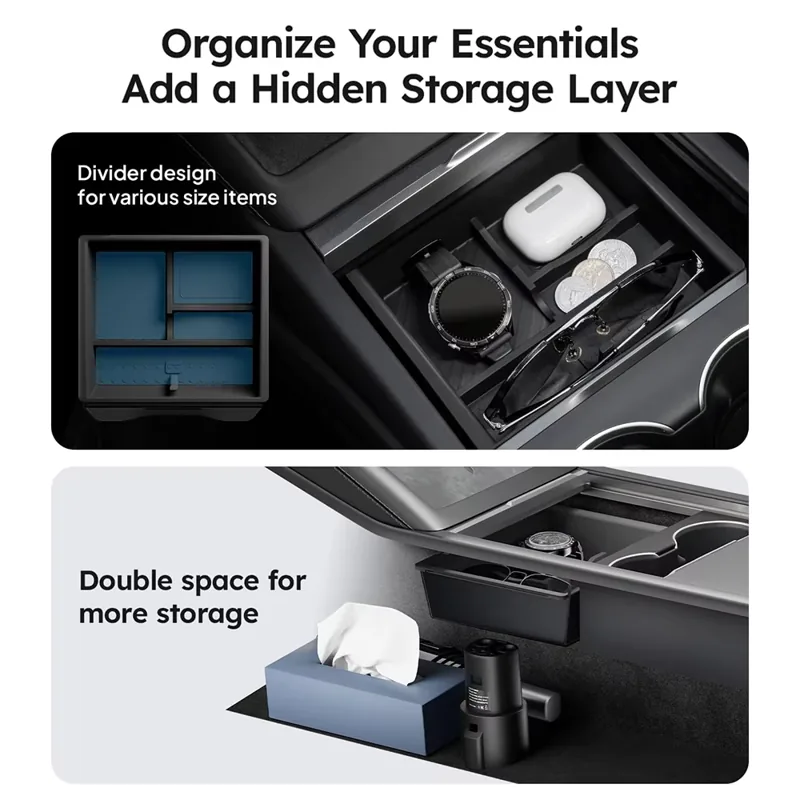 Organize Your Essentials
Add a Hidden Storage Layer
Divider design
for various size items
Double space for
more storage